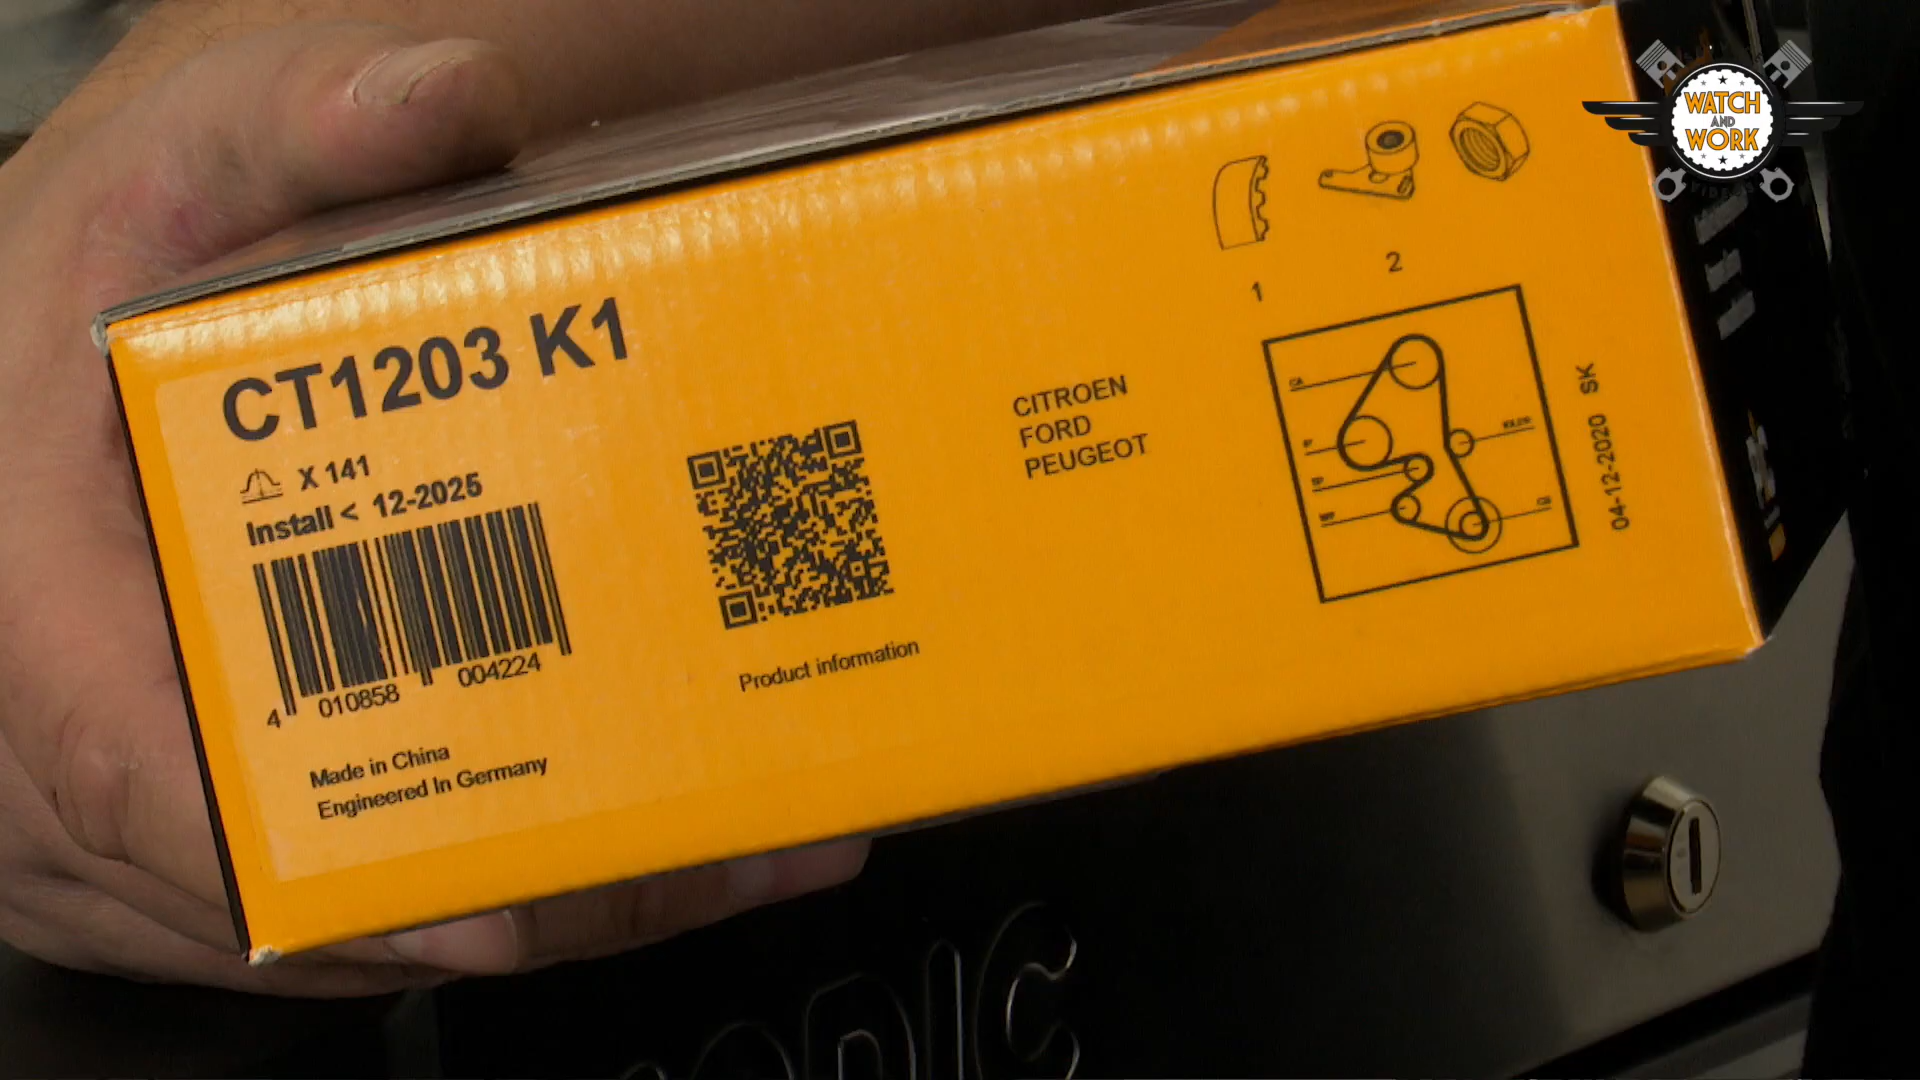 CT1203 K1
X 141
Install < 12-2025
4 010858 004224
Made in China
Engineered In Germany
Product information
CITROEN
FORD
PEUGEOT
1
2
04-12-2020 SK
WATCH
AND
WORK
VIDEOS